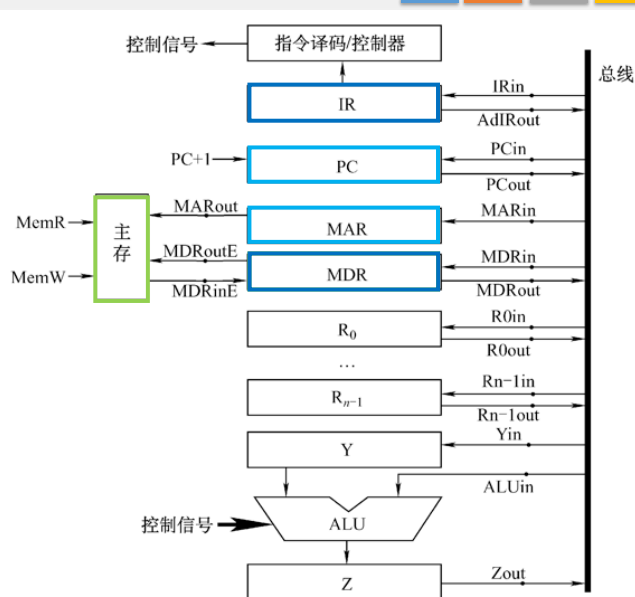 控制信号
指令译码/控制器
总线
IR
IRin
AdIRout
PC+1
PC
PCin
PCout
MemR
MemW
主存
MARout
MAR
MARin
MDRoutE
MDRinE
MDR
MDRin
MDRout
R0
R0in
R0out
…
Rn-1
Rn-1in
Rn-1out
Y
Yin
ALUin
控制信号
ALU
Z
Zout